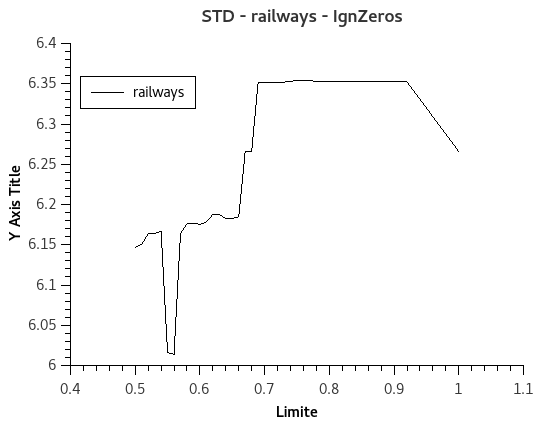 STD - railways - IgnZeros
6.4
6.35
6.3
6.25
6.2
6.15
6.1
6.05
6
railways
Y Axis Title
0.4 0.5 0.6 0.7 0.8 0.9 1 1.1
Limite